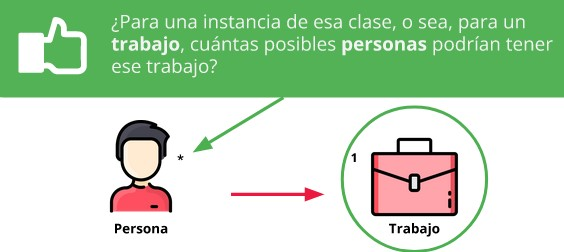 ¿Para una instancia de esa clase, o sea, para un
trabajo, cuántas posibles personas podrían tener
ese trabajo?
*
1
Persona
Trabajo